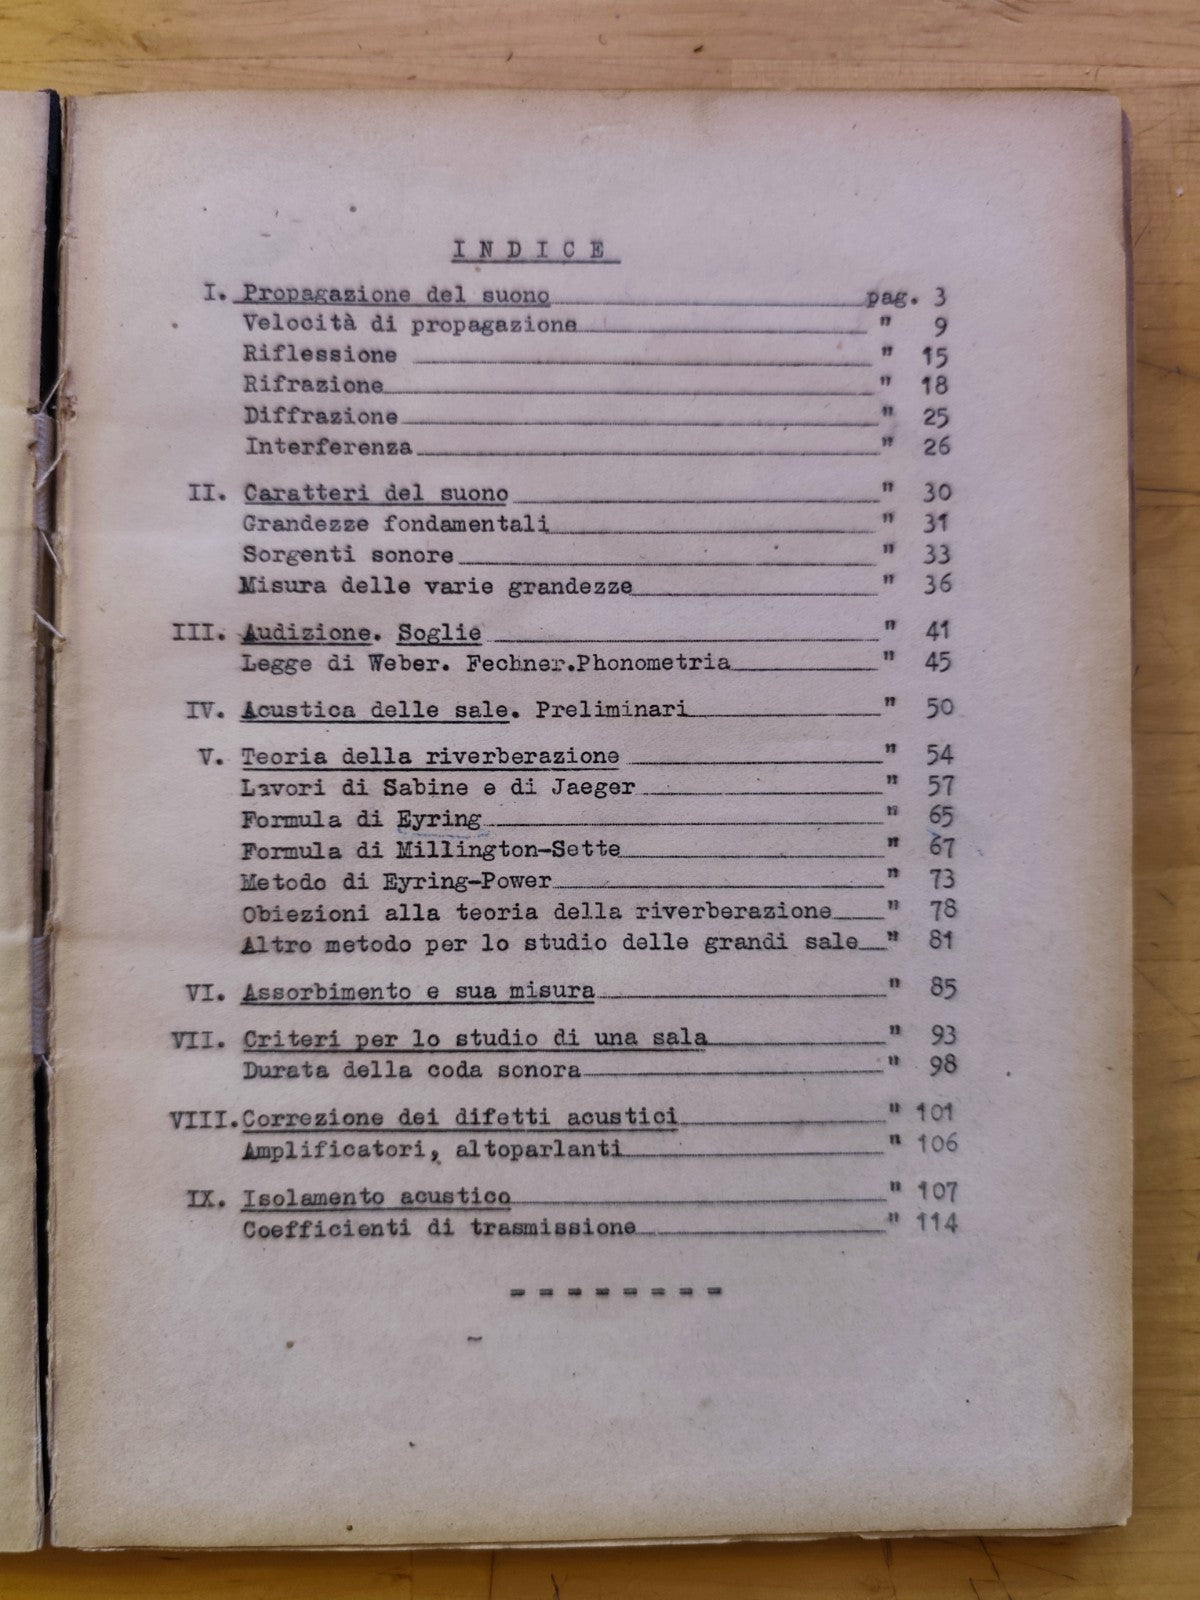 INDICE
I. Propagazione del suono pag. 3
Velocità di propagazione " 9
Riflessione " 15
Rifrazione " 18
Diffrazione " 25
Interferenza " 26
II. Caratteri del suono " 30
Grandezze fondamentali " 31
Sorgenti sonore " 33
Misura delle varie grandezze " 36
III. Audizione. Soglie " 41
Legge di Weber. Fechner.Phonometria " 45
IV. Acustica delle sale. Preliminari " 50
V. Teoria della riverberazione " 54
Lavori di Sabine e di Jaeger " 57
Formula di Eyring " 65
Formula di Millington-Sette " 67
Metodo di Eyring-Power " 73
Obiezioni alla teoria della riverberazione " 78
Altro metodo per lo studio delle grandi sale " 81
VI. Assorbimento e sua misura " 85
VII. Criteri per lo studio di una sala " 93
Durata della coda sonora " 98
VIII. Correzione dei difetti acustici " 101
Amplificatori, altoparlanti " 106
IX. Isolamento acustico " 107
Coefficienti di trasmissione " 114